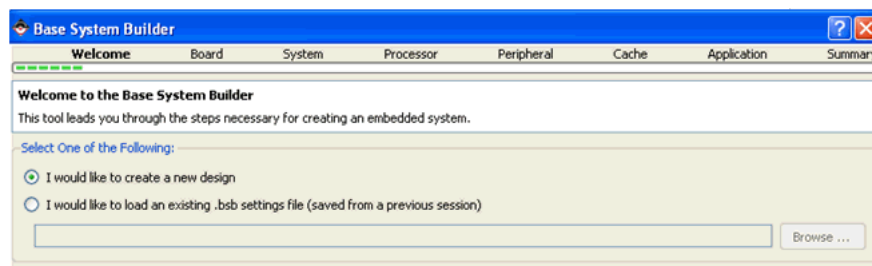 Base System Builder
Welcome Board System Processor Peripheral Cache Application Summar
Welcome to the Base System Builder
This tool leads you through the steps necessary for creating an embedded system.
Select One of the Following:
I would like to create a new design
I would like to load an existing .bsb settings file (saved from a previous session)
Browse ...